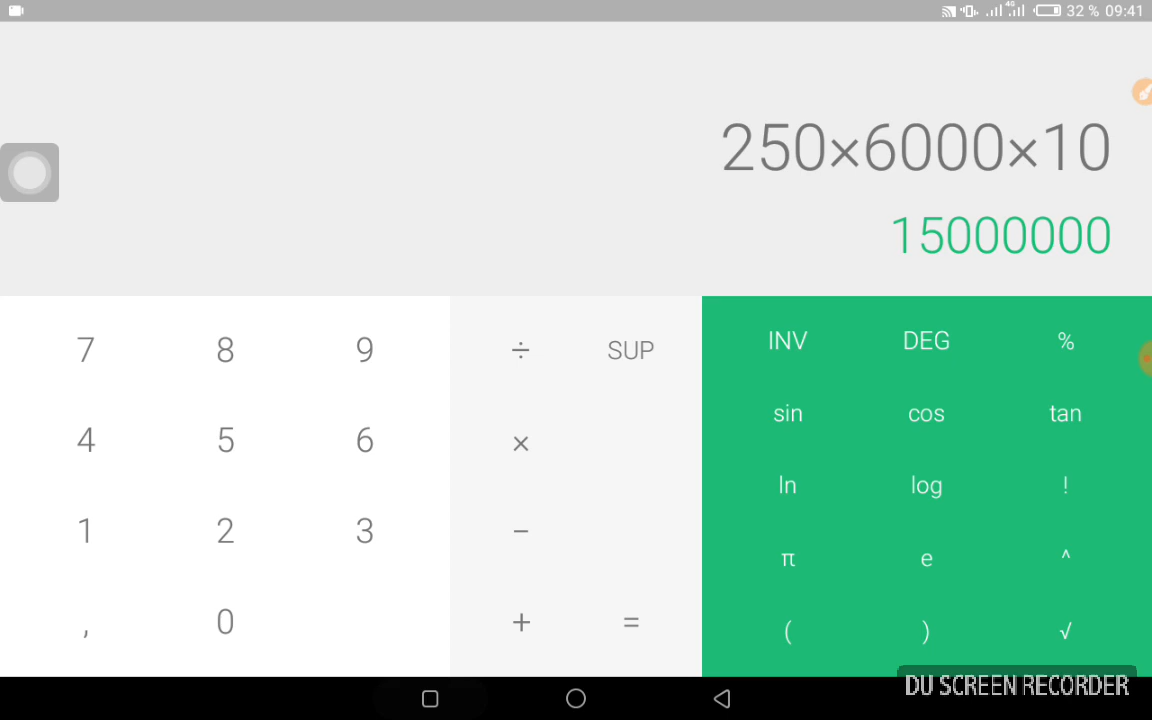 4G 32 % 09:41
250×6000×10
15000000
7 8 9 ÷ SUP INV DEG %
sin cos tan
4 5 6 ×
ln log !
1 2 3 −
π e ^
, 0 + = ( ) √
DU SCREEN RECORDER